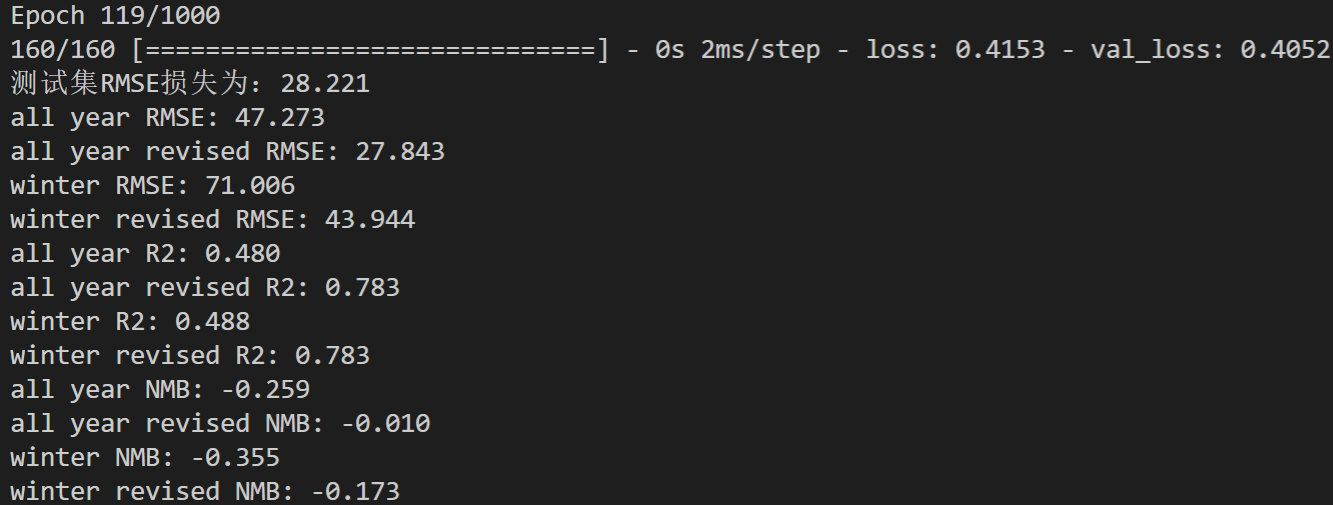 Epoch 119/1000
160/160 [==============================] - 0s 2ms/step - loss: 0.4153 - val_loss: 0.4052
测试集RMSE损失为：28.221
all year RMSE: 47.273
all year revised RMSE: 27.843
winter RMSE: 71.006
winter revised RMSE: 43.944
all year R2: 0.480
all year revised R2: 0.783
winter R2: 0.488
winter revised R2: 0.783
all year NMB: -0.259
all year revised NMB: -0.010
winter NMB: -0.355
winter revised NMB: -0.173